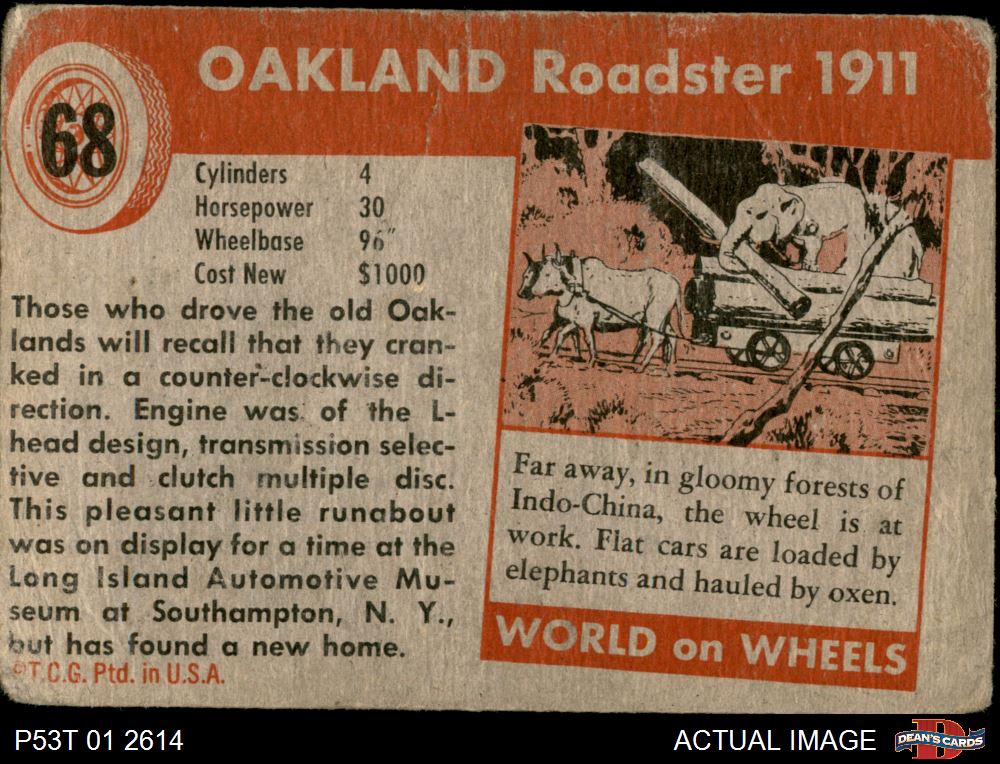 68
OAKLAND Roadster 1911
Cylinders 4
Horsepower 30
Wheelbase 96"
Cost New $1000
Those who drove the old Oak-
lands will recall that they cran-
ked in a counter-clockwise di-
rection. Engine was of the L-
head design, transmission selec-
tive and clutch multiple disc.
This pleasant little runabout
was on display for a time at the
Long Island Automotive Mu-
seum at Southampton, N. Y.,
but has found a new home.
©T.C.G. Ptd. in U.S.A.
Far away, in gloomy forests of
Indo-China, the wheel is at
work. Flat cars are loaded by
elephants and hauled by oxen.
WORLD on WHEELS
P53T 01 2614
ACTUAL IMAGE
DEAN'S CARDS